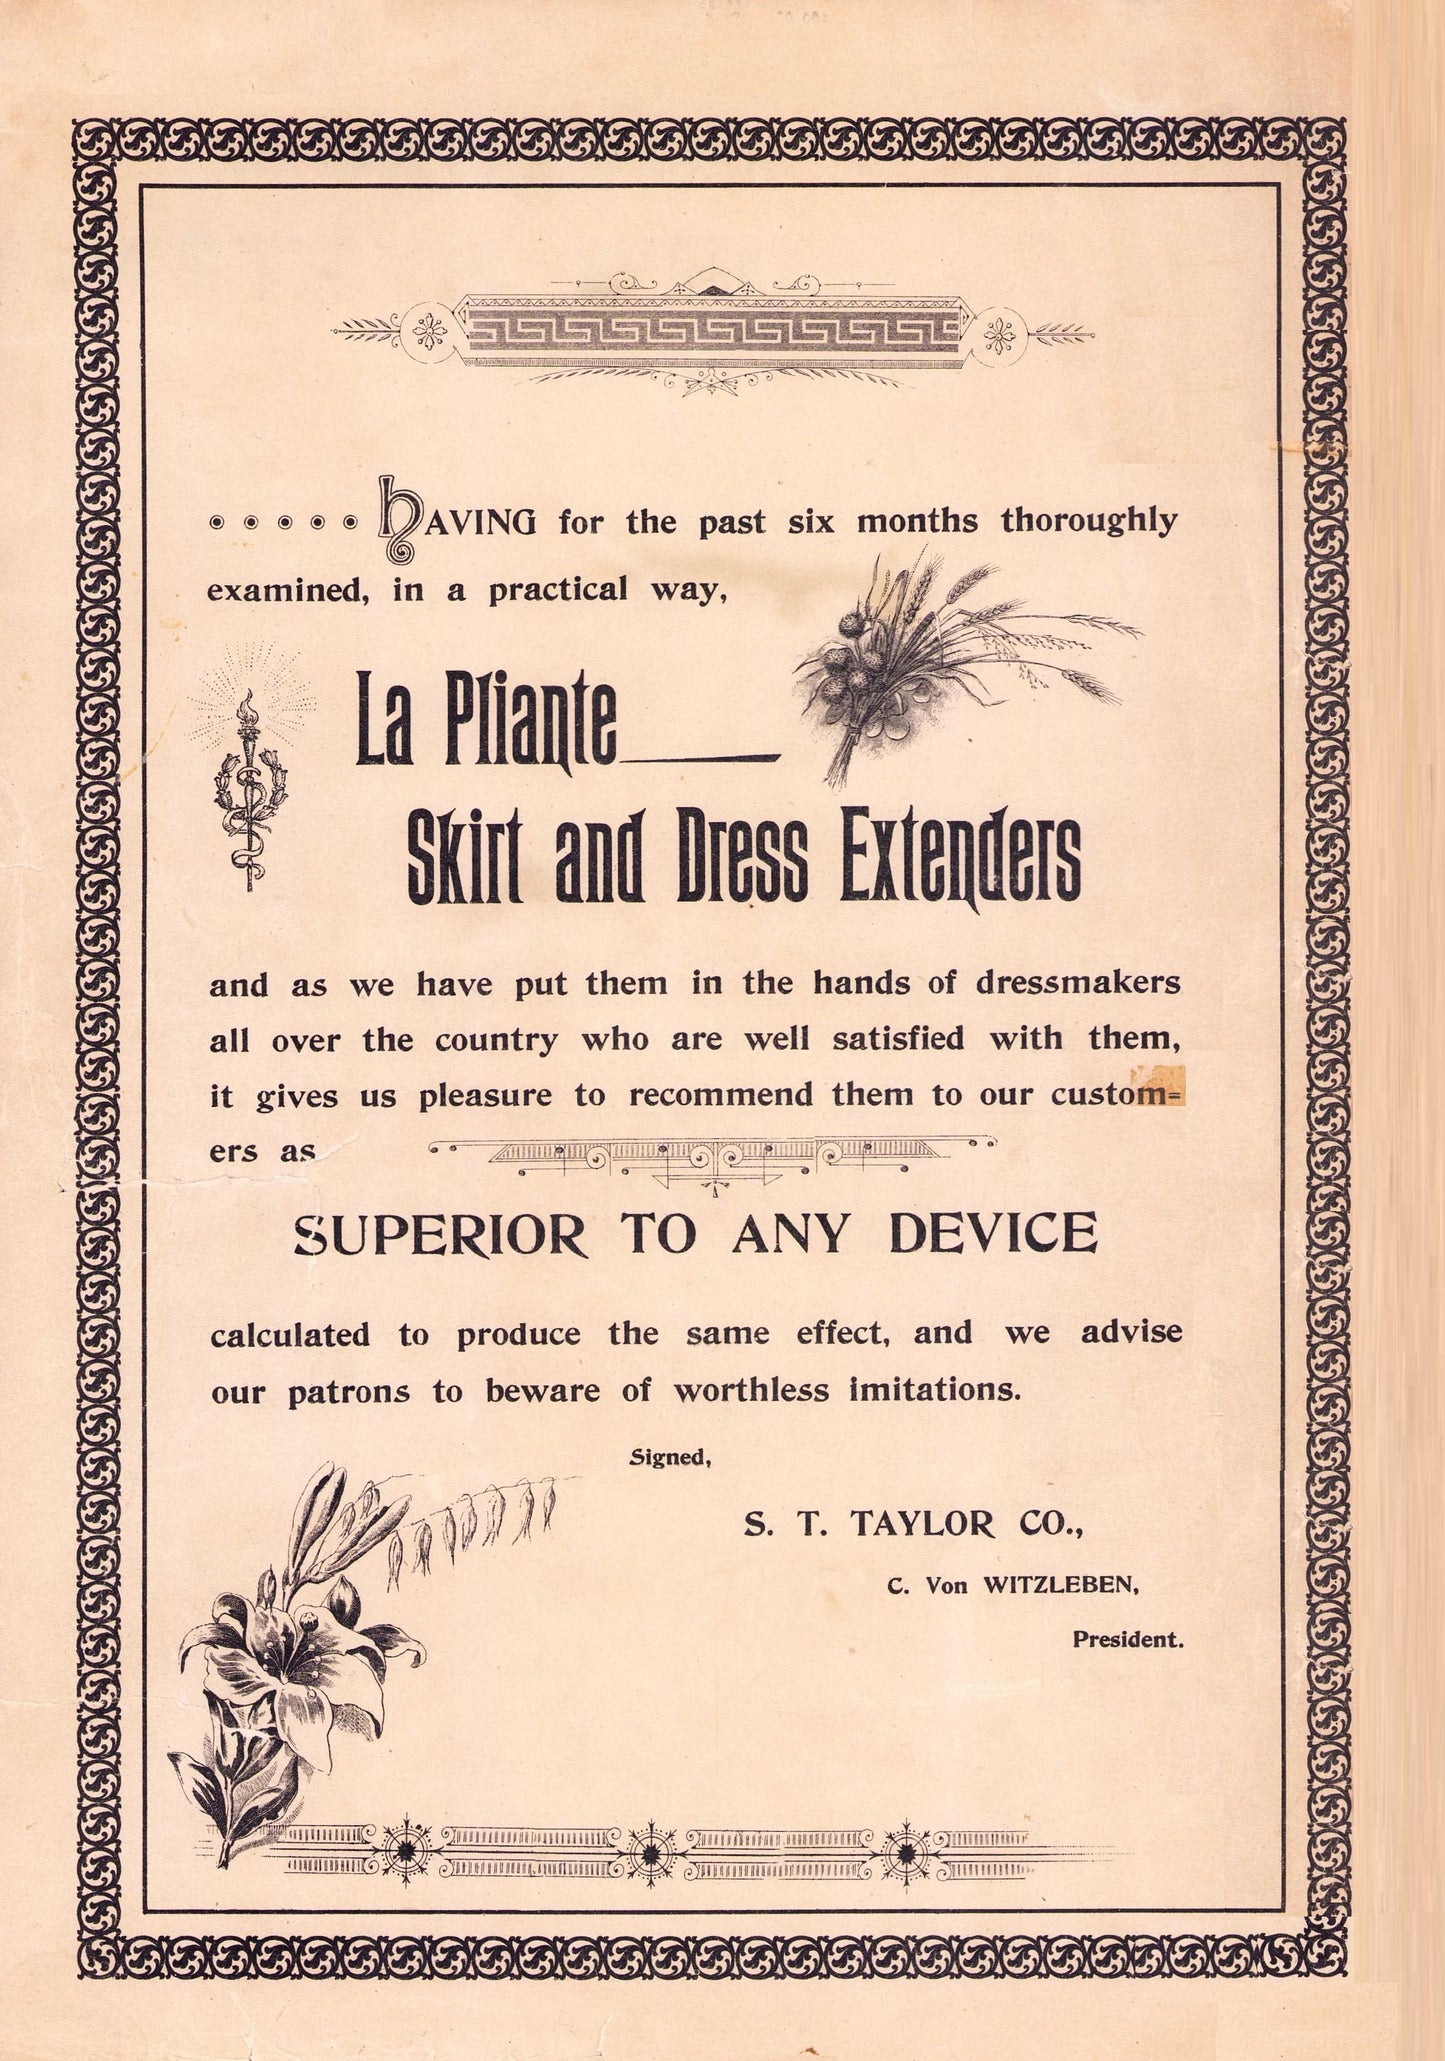 HAVING for the past six months thoroughly
examined, in a practical way,
La Pliante
Skirt and Dress Extenders
and as we have put them in the hands of dressmakers
all over the country who are well satisfied with them,
it gives us pleasure to recommend them to our custom=
ers as
SUPERIOR TO ANY DEVICE
calculated to produce the same effect, and we advise
our patrons to beware of worthless imitations.
Signed,
S. T. TAYLOR CO.,
C. Von WITZLEBEN,
President.